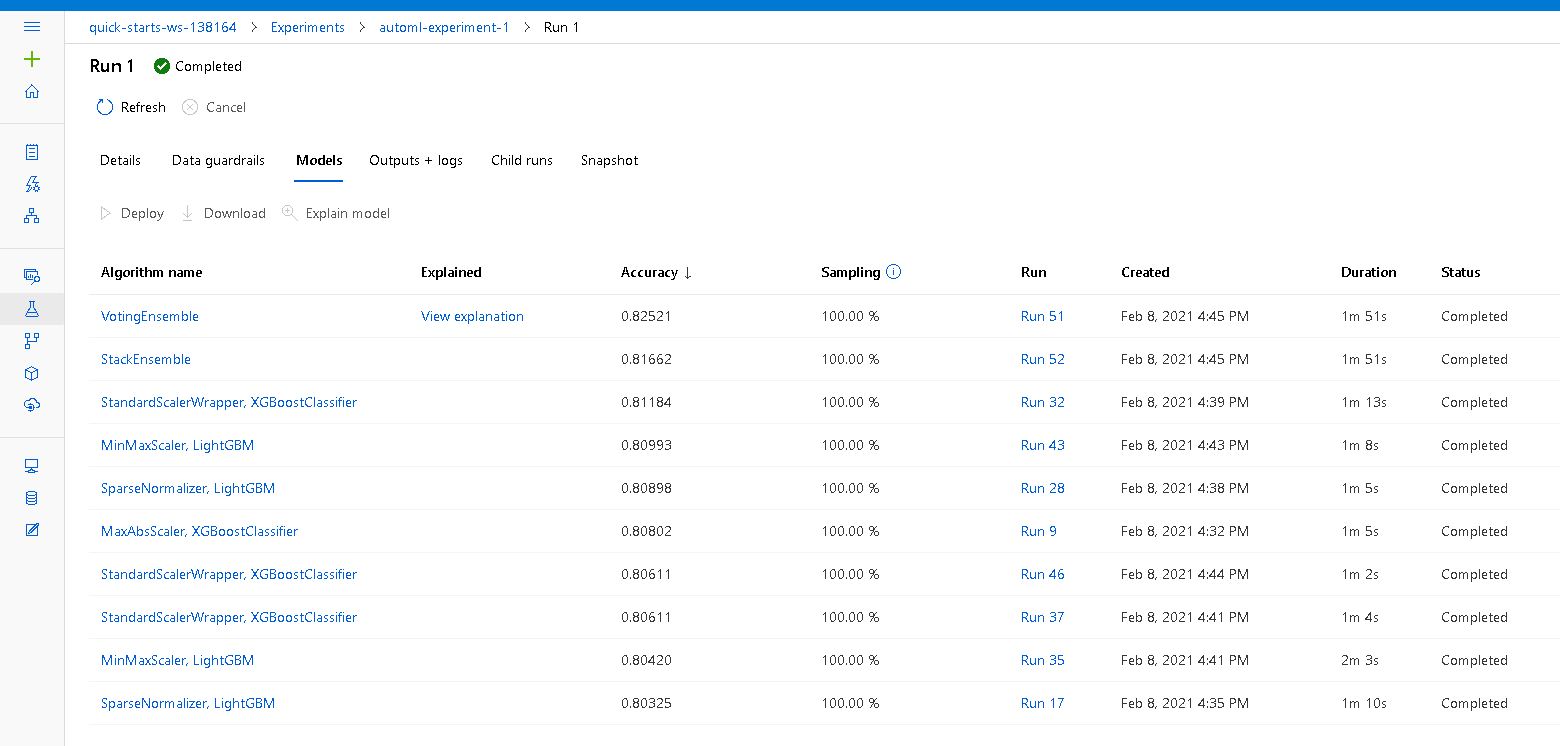 quick-starts-ws-138164 > Experiments > automl-experiment-1 > Run 1
Run 1 Completed
Refresh Cancel
Details Data guardrails Models Outputs + logs Child runs Snapshot
Deploy Download Explain model
Algorithm name Explained Accuracy ↓ Sampling Run Created Duration Status
VotingEnsemble View explanation 0.82521 100.00 % Run 51 Feb 8, 2021 4:45 PM 1m 51s Completed
StackEnsemble 0.81662 100.00 % Run 52 Feb 8, 2021 4:45 PM 1m 51s Completed
StandardScalerWrapper, XGBoostClassifier 0.81184 100.00 % Run 32 Feb 8, 2021 4:39 PM 1m 13s Completed
MinMaxScaler, LightGBM 0.80993 100.00 % Run 43 Feb 8, 2021 4:43 PM 1m 8s Completed
SparseNormalizer, LightGBM 0.80898 100.00 % Run 28 Feb 8, 2021 4:38 PM 1m 5s Completed
MaxAbsScaler, XGBoostClassifier 0.80802 100.00 % Run 9 Feb 8, 2021 4:32 PM 1m 5s Completed
StandardScalerWrapper, XGBoostClassifier 0.80611 100.00 % Run 46 Feb 8, 2021 4:44 PM 1m 2s Completed
StandardScalerWrapper, XGBoostClassifier 0.80611 100.00 % Run 37 Feb 8, 2021 4:41 PM 1m 4s Completed
MinMaxScaler, LightGBM 0.80420 100.00 % Run 35 Feb 8, 2021 4:41 PM 2m 3s Completed
SparseNormalizer, LightGBM 0.80325 100.00 % Run 17 Feb 8, 2021 4:35 PM 1m 10s Completed